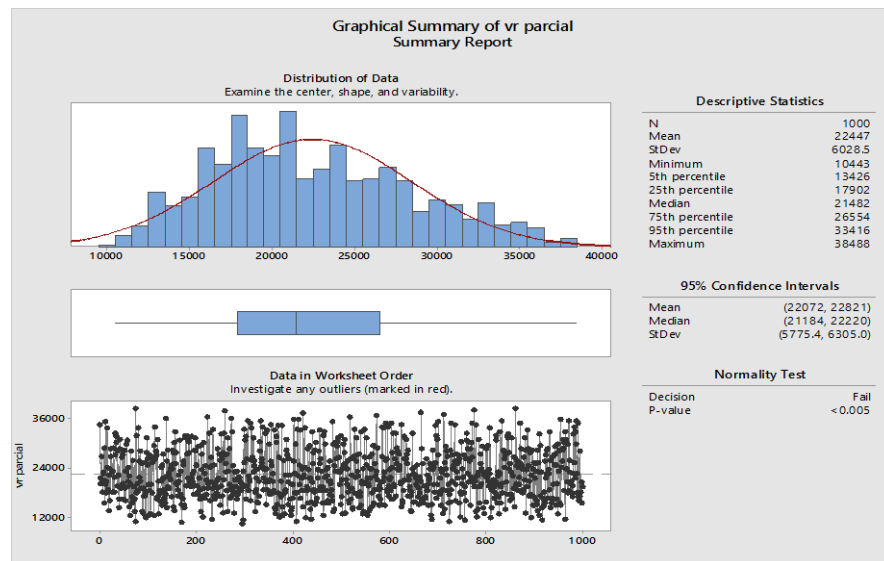 Graphical Summary of vr parcial
Summary Report
Distribution of Data
Examine the center, shape, and variability.
10000 15000 20000 25000 30000 35000 40000
Data in Worksheet Order
Investigate any outliers (marked in red).
vr parcial
36000
24000
12000
0 200 400 600 800 1000
Descriptive Statistics
N 1000
Mean 22447
StDev 6028.5
Minimum 10443
5th percentile 13426
25th percentile 17902
Median 21482
75th percentile 26554
95th percentile 33416
Maximum 38488
95% Confidence Intervals
Mean (22072, 22821)
Median (21184, 22220)
StDev (5775.4, 6305.0)
Normality Test
Decision Fail
P-value <0.005